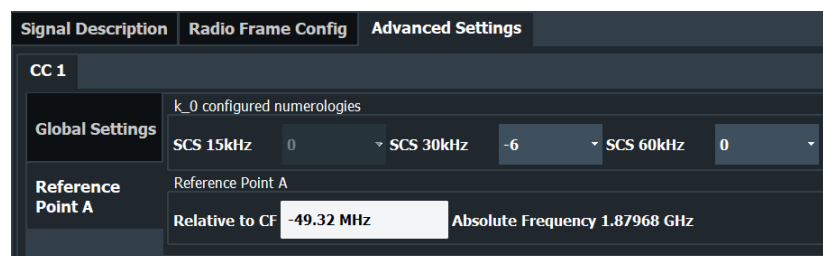 Signal Description Radio Frame Config Advanced Settings
CC 1
Global Settings
k_0 configured numerologies
SCS 15kHz 0 SCS 30kHz -6 SCS 60kHz 0
Reference
Point A
Reference Point A
Relative to CF -49.32 MHz Absolute Frequency 1.87968 GHz